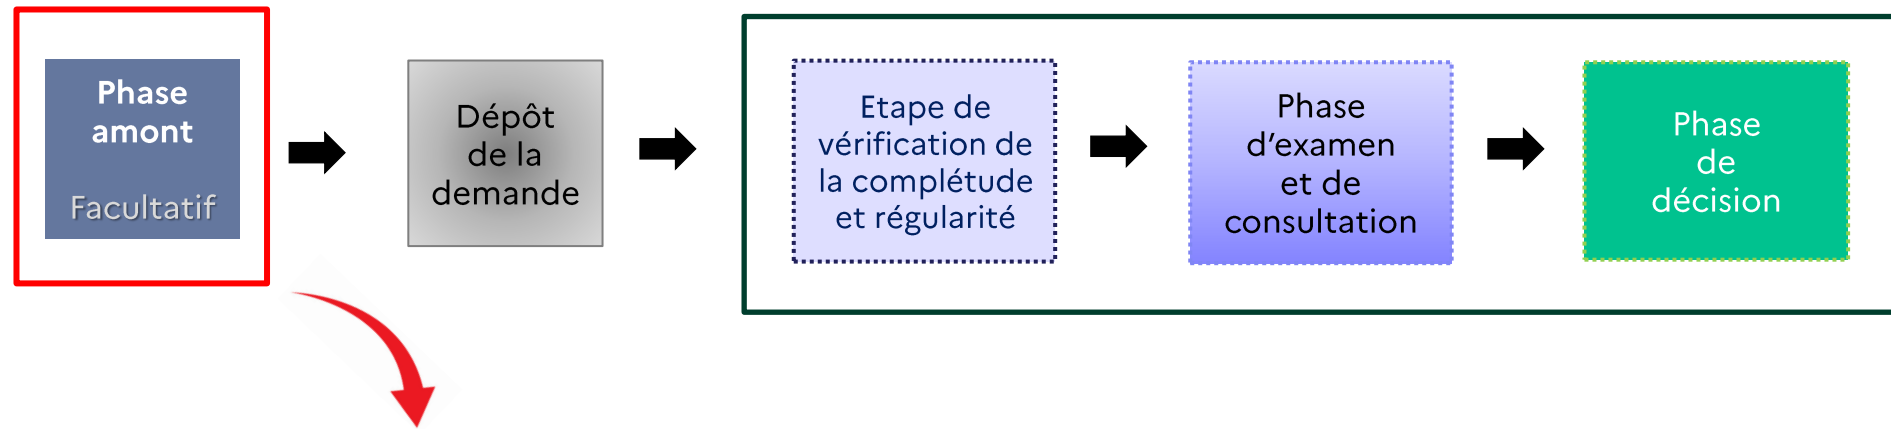 Phase
amont
Facultatif
Dépôt
de la
demande
Etape de
vérification de
la complétude
et régularité
Phase
d’examen
et de
consultation
Phase
de
décision